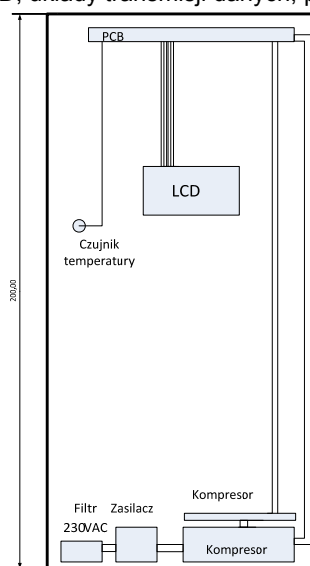 D, układy transmisji danych, p
PCB
LCD
Czujnik
temperatury
200,00
Kompresor
Filtr Zasilacz
230VAC
Kompresor